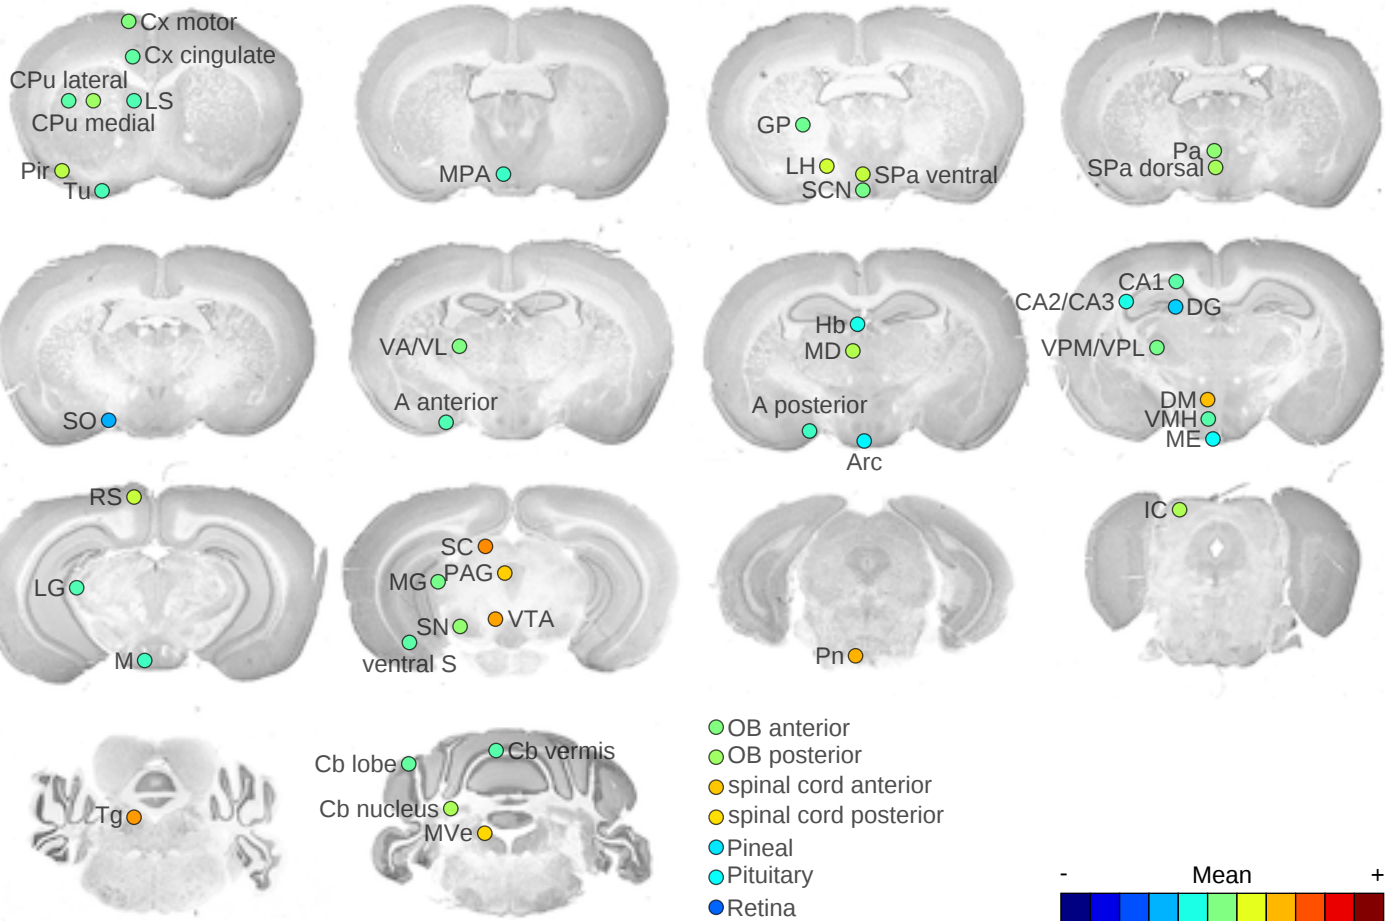 Cx motor
Cx cingulate
CPu lateral
LS
CPu medial
Pir
Tu
MPA
GP
LH
SPa ventral
SCN
Pa
SPa dorsal
SO
VA/VL
A anterior
Hb
MD
A posterior
Arc
CA1
CA2/CA3
DG
VPM/VPL
DM
VMH
ME
RS
LG
M
SC
PAG
MG
VTA
SN
ventral S
Pn
IC
Tg
Cb vermis
Cb lobe
Cb nucleus
MVe
OB anterior
OB posterior
spinal cord anterior
spinal cord posterior
Pineal
Pituitary
Retina
- Mean +